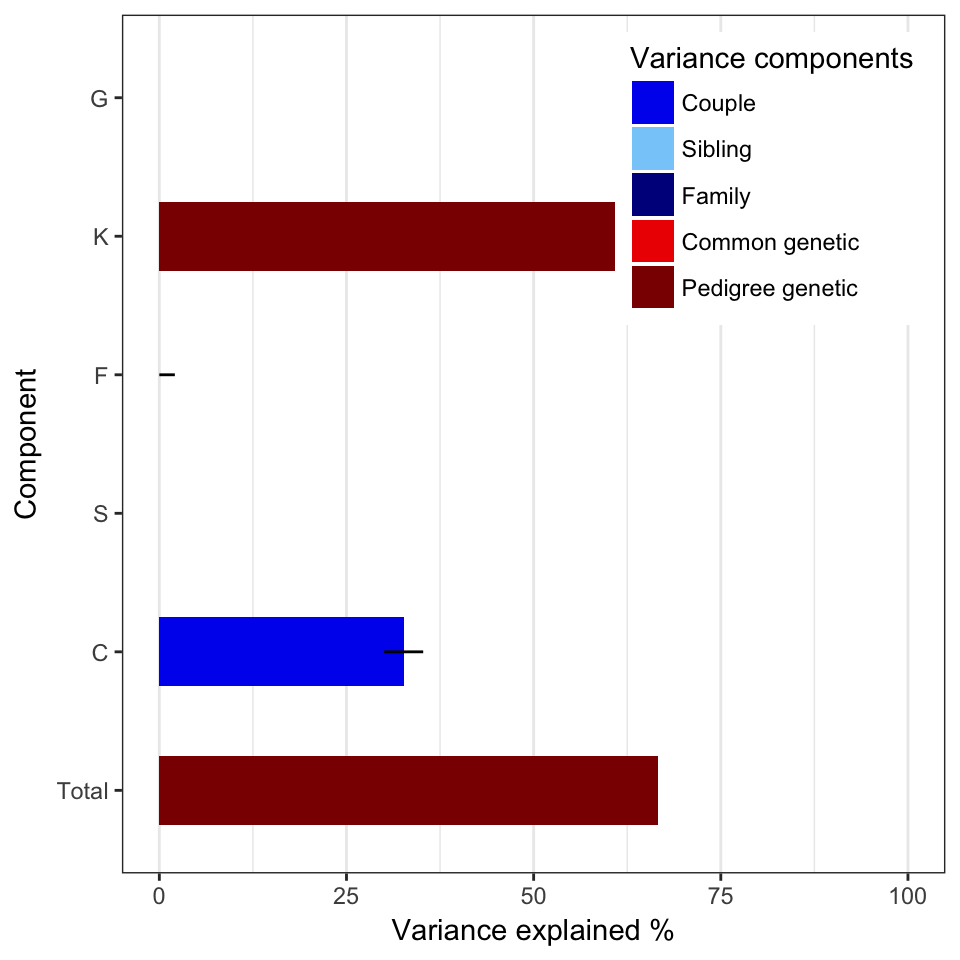 Variance components
Couple
Sibling
Family
Common genetic
Pedigree genetic
Component
G
K
F
S
C
Total
0 25 50 75 100
Variance explained %